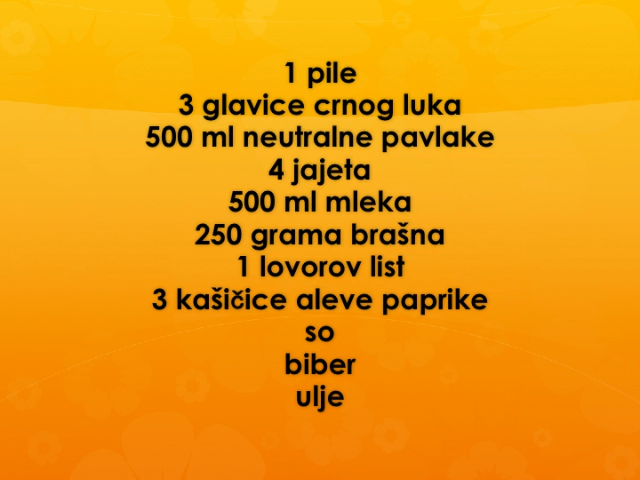 1 pile
3 glavice crnog luka
500 ml neutralne pavlake
4 jajeta
500 ml mleka
250 grama brašna
1 lovorov list
3 kašičice aleve paprike
so
biber
ulje